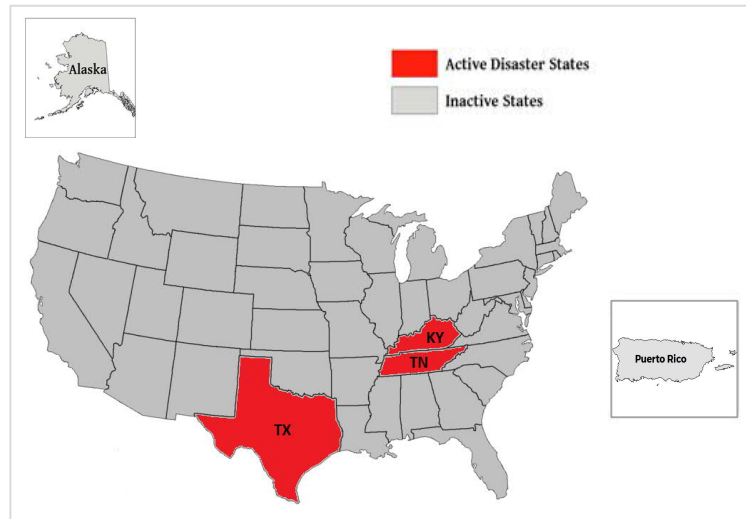 Alaska
Active Disaster States
Inactive States
KY
TN
TX
Puerto Rico